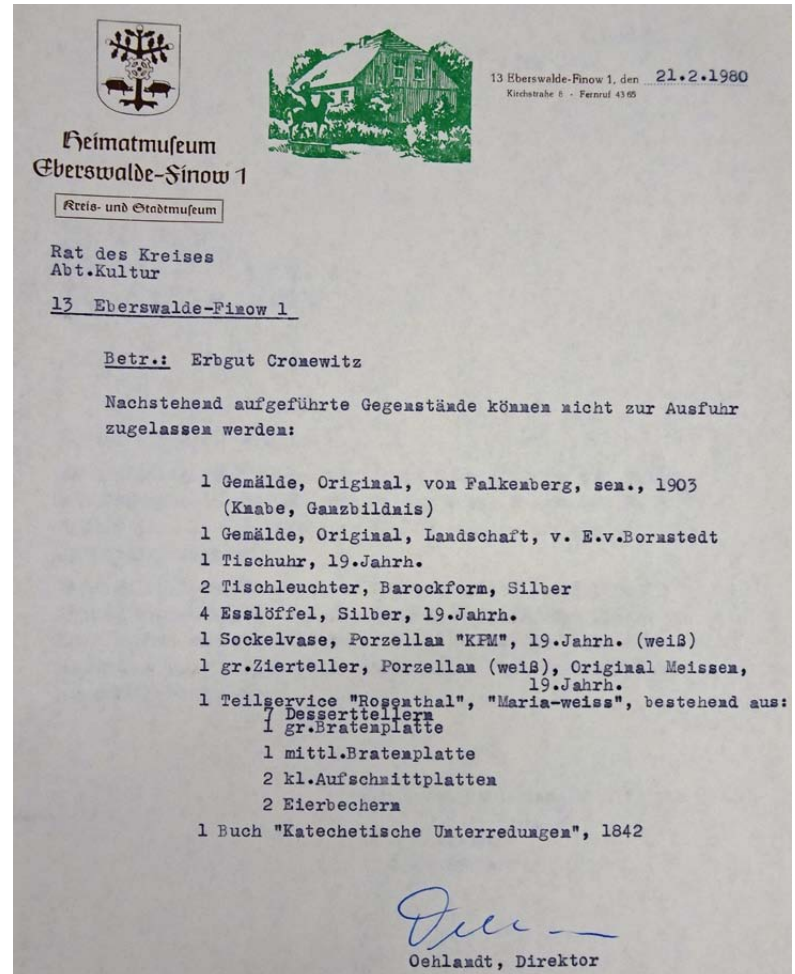 Heimatmuseum
Eberswalde-Finow 1
Kreis- und Stadtmuseum
13 Eberswalde-Finow 1, den 21.2.1980
Kirchstraße 8 - Fernruf 43 65
Rat des Kreises
Abt.Kultur
13 Eberswalde-Finow 1
Betr.: Erbgut Cronewitz
Nachstehend aufgeführte Gegenstände können nicht zur Ausfuhr
zugelassen werden:
1 Gemälde, Original, von Falkenberg, sen., 1903
(Knabe, Ganzbildnis)
1 Gemälde, Original, Landschaft, v. E.v.Bornstedt
1 Tischuhr, 19.Jahrh.
2 Tischleuchter, Barockform, Silber
4 Esslöffel, Silber, 19.Jahrh.
1 Sockelvase, Porzellan "KPM", 19.Jahrh. (weiß)
1 gr.Zierteller, Porzellan (weiß), Original Meissen,
19.Jahrh.
1 Teilservice "Rosenthal", "Maria-weiss", bestehend aus:
7 Desserttellern
1 gr.Bratenplatte
1 mittl.Bratenplatte
2 kl.Aufschnittplatten
2 Eierbechern
1 Buch "Katechetische Unterredungen", 1842
Oehlandt, Direktor